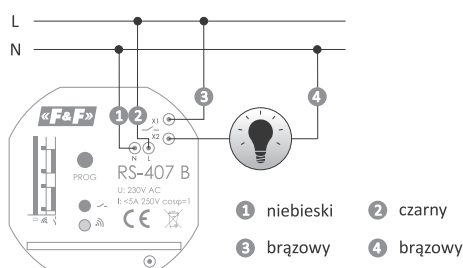 L
N
«F&F»
1 2 X1
3
4
X2
N L
PROG
RS-407 B
U: 230V AC
I: <5A 250V cosφ=1
CE
1 niebieski 2 czarny
3 brązowy 4 brązowy